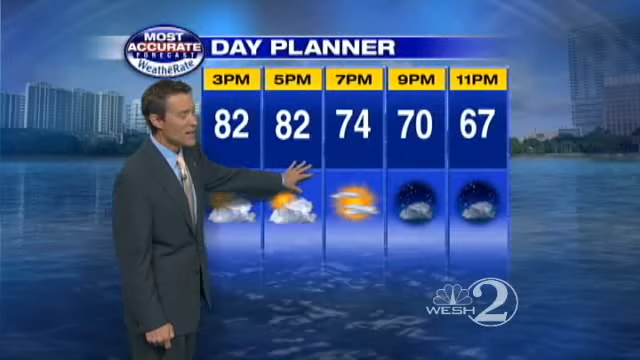 MOST
ACCURATE
FORECAST
WeatheRate
DAY PLANNER
3PM 5PM 7PM 9PM 11PM
82 82 74 70 67
WESH 2